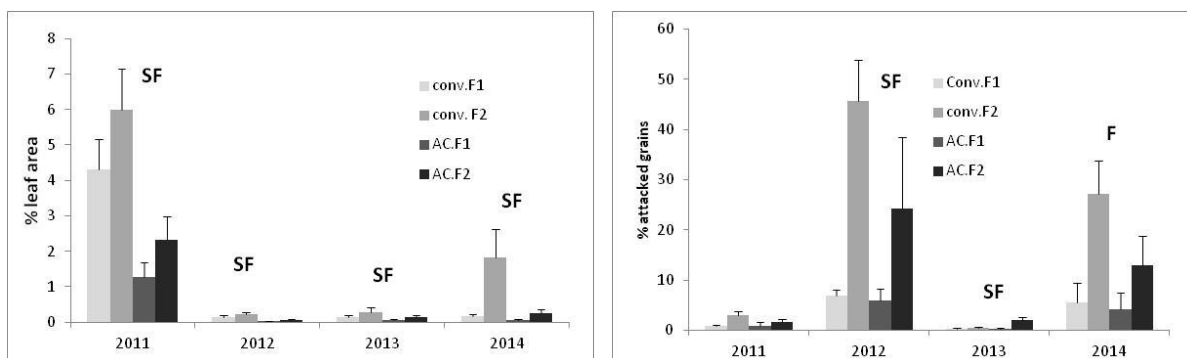 % leaf area
8
7
6
5
4
3
2
1
0
SF
SF
SF
SF
conv.F1
conv. F2
AC.F1
AC.F2
2011 2012 2013 2014
% attacked grains
60
50
40
30
20
10
0
SF
SF
F
Conv.F1
conv.F2
AC.F1
AC.F2
2011 2012 2013 2014